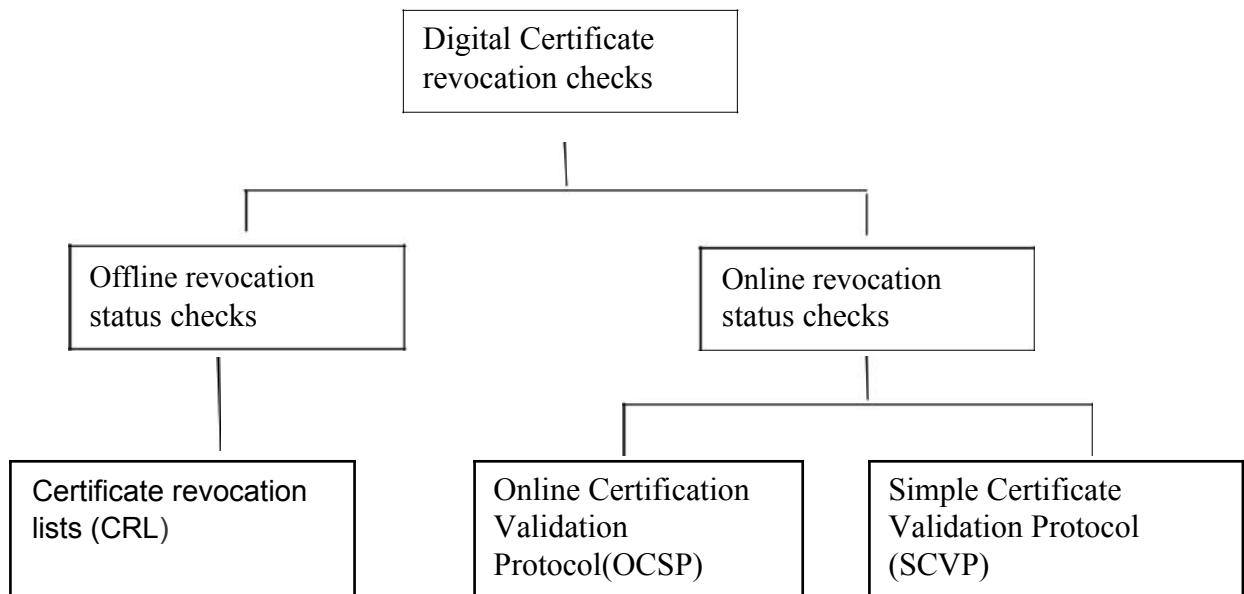 Digital Certificate
revocation checks
Offline revocation
status checks
Online revocation
status checks
Certificate revocation
lists (CRL)
Online Certification
Validation
Protocol(OCSP)
Simple Certificate
Validation Protocol
(SCVP)